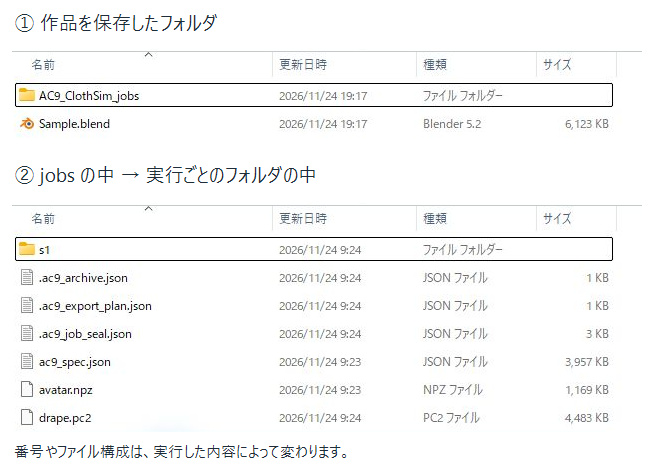 ① 作品を保存したフォルダ
名前 更新日時 種類 サイズ
AC9_ClothSim_jobs 2026/11/24 19:17 ファイル フォルダー
Sample.blend 2026/11/24 19:17 Blender 5.2 6,123 KB
② jobs の中 → 実行ごとのフォルダの中
名前 更新日時 種類 サイズ
s1 2026/11/24 9:24 ファイル フォルダー
.ac9_archive.json 2026/11/24 9:24 JSON ファイル 1 KB
.ac9_export_plan.json 2026/11/24 9:24 JSON ファイル 1 KB
.ac9_job_seal.json 2026/11/24 9:24 JSON ファイル 3 KB
ac9_spec.json 2026/11/24 9:23 JSON ファイル 3,957 KB
avatar.npz 2026/11/24 9:23 NPZ ファイル 1,169 KB
drape.pc2 2026/11/24 9:24 PC2 ファイル 4,483 KB
番号やファイル構成は、実行した内容によって変わります。